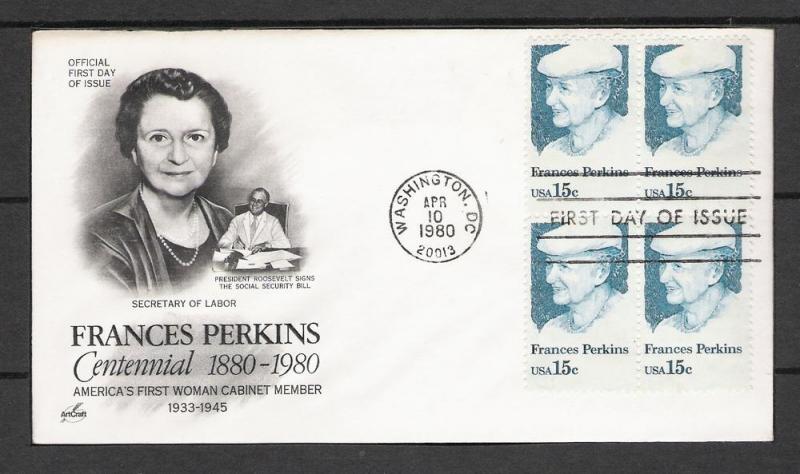 OFFICIAL
FIRST DAY
OF ISSUE
PRESIDENT ROOSEVELT SIGNS
THE SOCIAL SECURITY BILL
SECRETARY OF LABOR
FRANCES PERKINS
Centennial 1880-1980
AMERICA'S FIRST WOMAN CABINET MEMBER
1933-1945
ArtCraft
WASHINGTON, DC
APR
10
1980
20013
Frances Perkins
USA 15c
Frances Perkins
USA 15c
FIRST DAY OF ISSUE
Frances Perkins
USA 15c
Frances Perkins
USA 15c